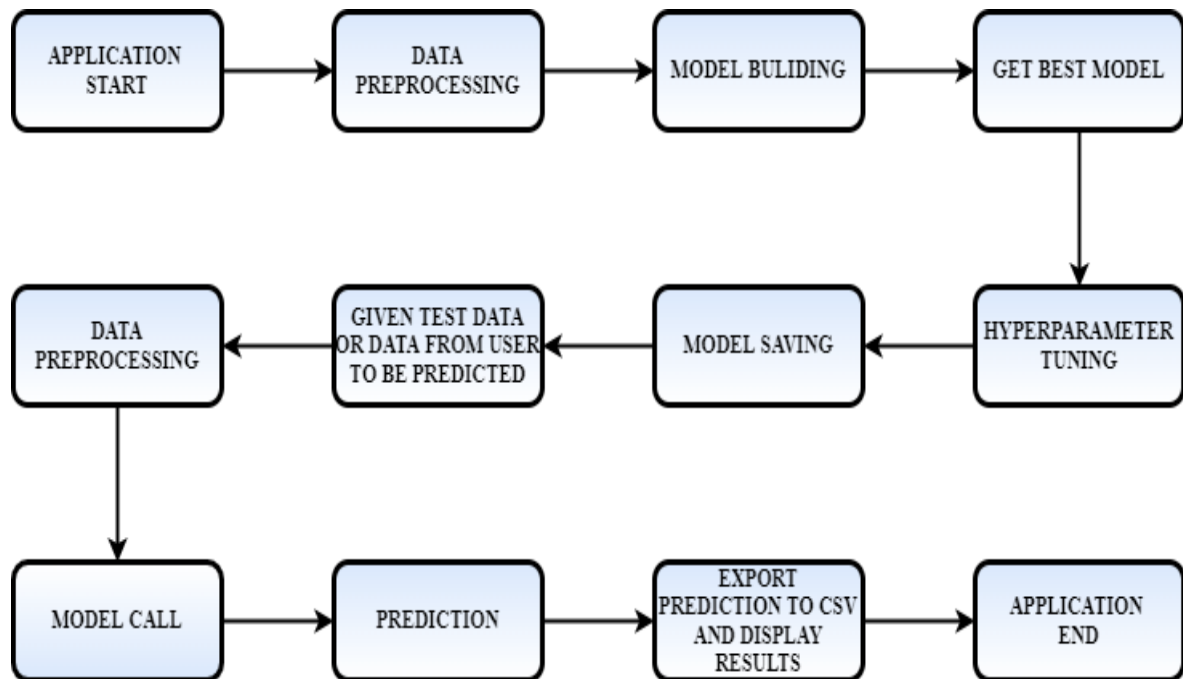 APPLICATION
START
DATA
PREPROCESSING
MODEL BULIDING
GET BEST MODEL
HYPERPARAMETER
TUNING
MODEL SAVING
GIVEN TEST DATA
OR DATA FROM USER
TO BE PREDICTED
DATA
PREPROCESSING
MODEL CALL
PREDICTION
EXPORT
PREDICTION TO CSV
AND DISPLAY
RESULTS
APPLICATION
END